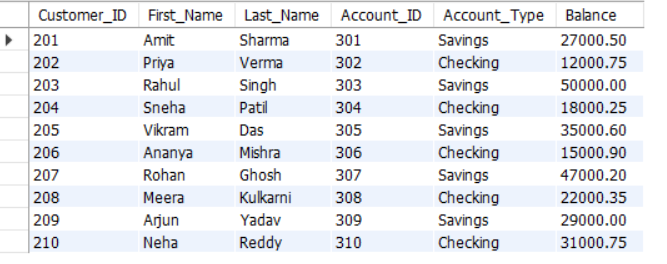 Customer_ID First_Name Last_Name Account_ID Account_Type Balance
201 Amit Sharma 301 Savings 27000.50
202 Priya Verma 302 Checking 12000.75
203 Rahul Singh 303 Savings 50000.00
204 Sneha Patil 304 Checking 18000.25
205 Vikram Das 305 Savings 35000.60
206 Ananya Mishra 306 Checking 15000.90
207 Rohan Ghosh 307 Savings 47000.20
208 Meera Kulkarni 308 Checking 22000.35
209 Arjun Yadav 309 Savings 29000.00
210 Neha Reddy 310 Checking 31000.75